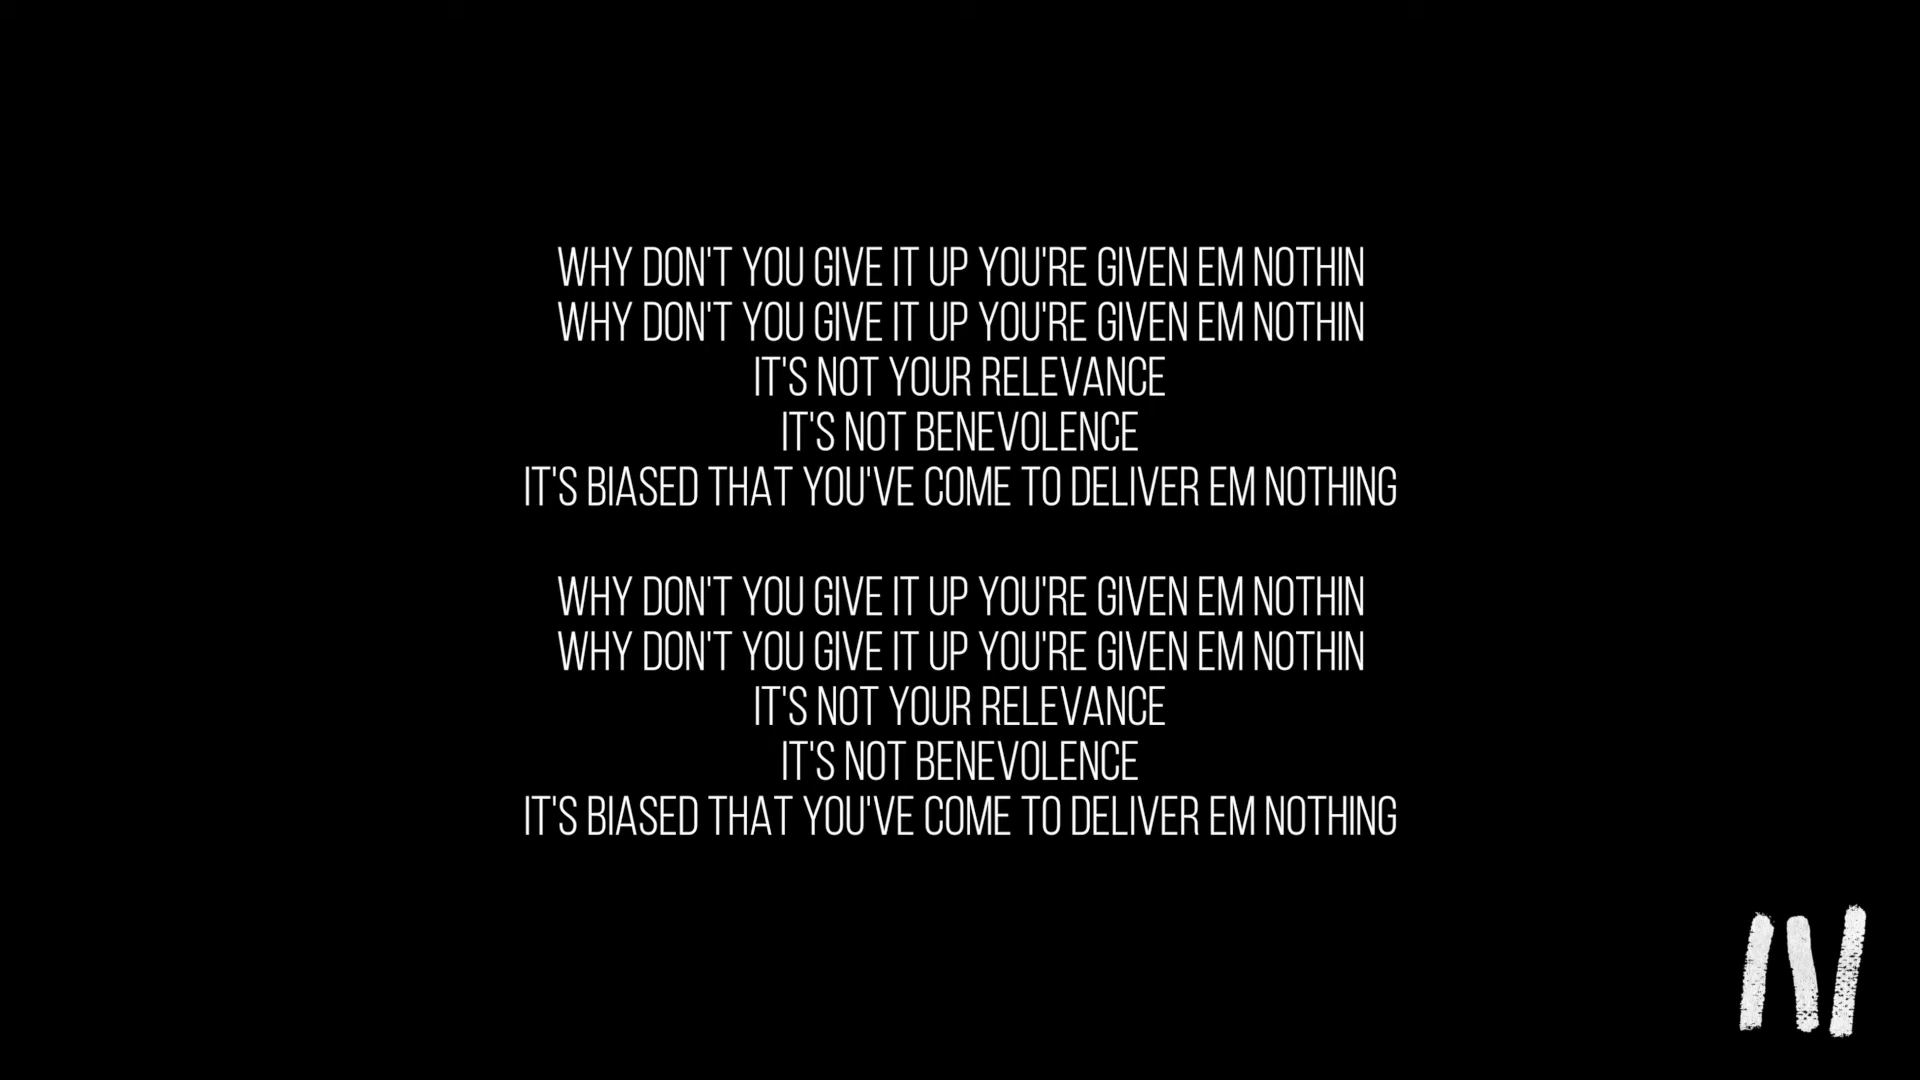 WHY DON'T YOU GIVE IT UP YOU'RE GIVEN EM NOTHIN
WHY DON'T YOU GIVE IT UP YOU'RE GIVEN EM NOTHIN
IT'S NOT YOUR RELEVANCE
IT'S NOT BENEVOLENCE
IT'S BIASED THAT YOU'VE COME TO DELIVER EM NOTHING
WHY DON'T YOU GIVE IT UP YOU'RE GIVEN EM NOTHIN
WHY DON'T YOU GIVE IT UP YOU'RE GIVEN EM NOTHIN
IT'S NOT YOUR RELEVANCE
IT'S NOT BENEVOLENCE
IT'S BIASED THAT YOU'VE COME TO DELIVER EM NOTHING